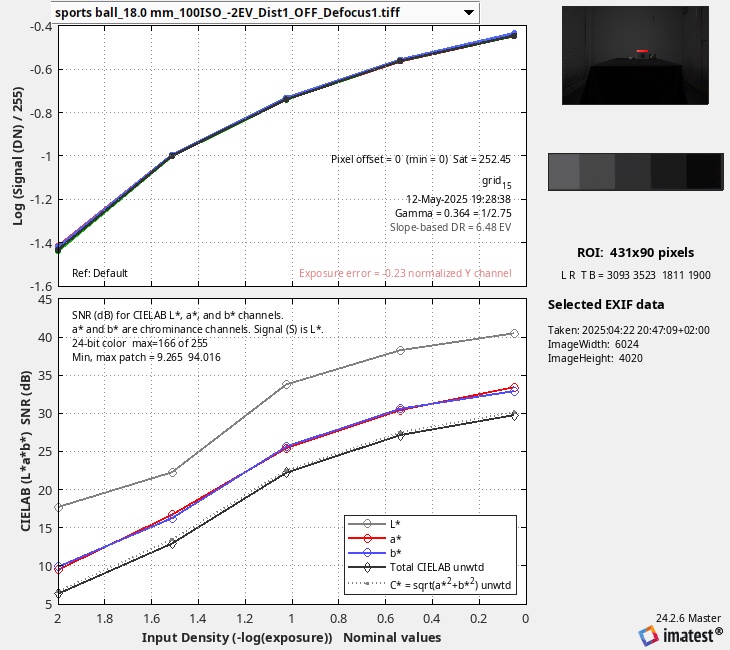 sports ball_18.0 mm_100ISO_-2EV_Dist1_OFF_Defocus1.tiff
-0.4
-0.6
-0.8
-1
-1.2
-1.4
-1.6
Log (Signal (DN) / 255)
Pixel offset = 0 (min = 0) Sat = 252.45
grid15
12-May-2025 19:28:38
Gamma = 0.364 = 1/2.75
Slope-based DR = 6.48 EV
Ref: Default
Exposure error = -0.23 normalized Y channel
ROI: 431x90 pixels
L R T B = 3093 3523 1811 1900
Selected EXIF data
Taken: 2025:04:22 20:47:09+02:00
ImageWidth: 6024
ImageHeight: 4020
45
40
35
30
25
20
15
10
5
CIELAB (L*a*b*) SNR (dB)
SNR (dB) for CIELAB L*, a*, and b* channels.
a* and b* are chrominance channels. Signal (S) is L*.
24-bit color max=166 of 255
Min, max patch = 9.265 94.016
L*
a*
b*
Total CIELAB unwtd
C* = sqrt(a*2+b*2) unwtd
2 1.8 1.6 1.4 1.2 1 0.8 0.6 0.4 0.2 0
Input Density (-log(exposure)) Nominal values
24.2.6 Master
imatest®